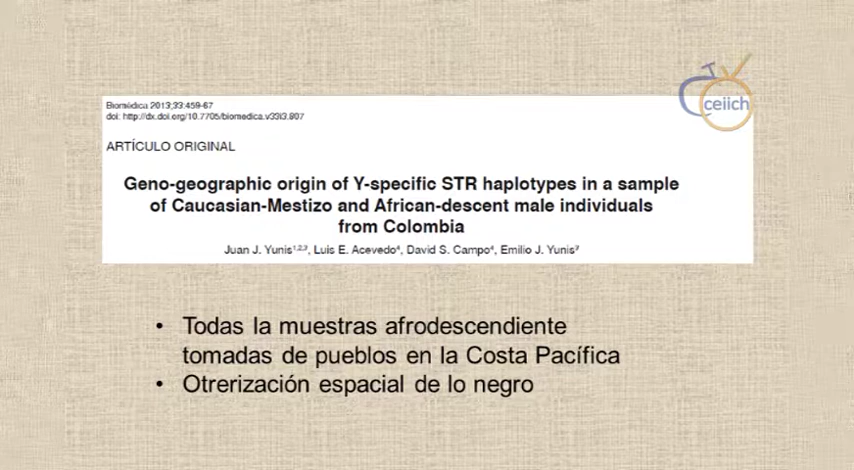 ceiich
Biomédica 2013;33:459-67
doi: http://dx.doi.org/10.7705/biomedica.v33i3.807
ARTÍCULO ORIGINAL
Geno-geographic origin of Y-specific STR haplotypes in a sample
of Caucasian-Mestizo and African-descent male individuals
from Colombia
Juan J. Yunis1,2,3, Luis E. Acevedo4, David S. Campo4, Emilio J. Yunis3
• Todas la muestras afrodescendiente
tomadas de pueblos en la Costa Pacífica
• Otrerización espacial de lo negro